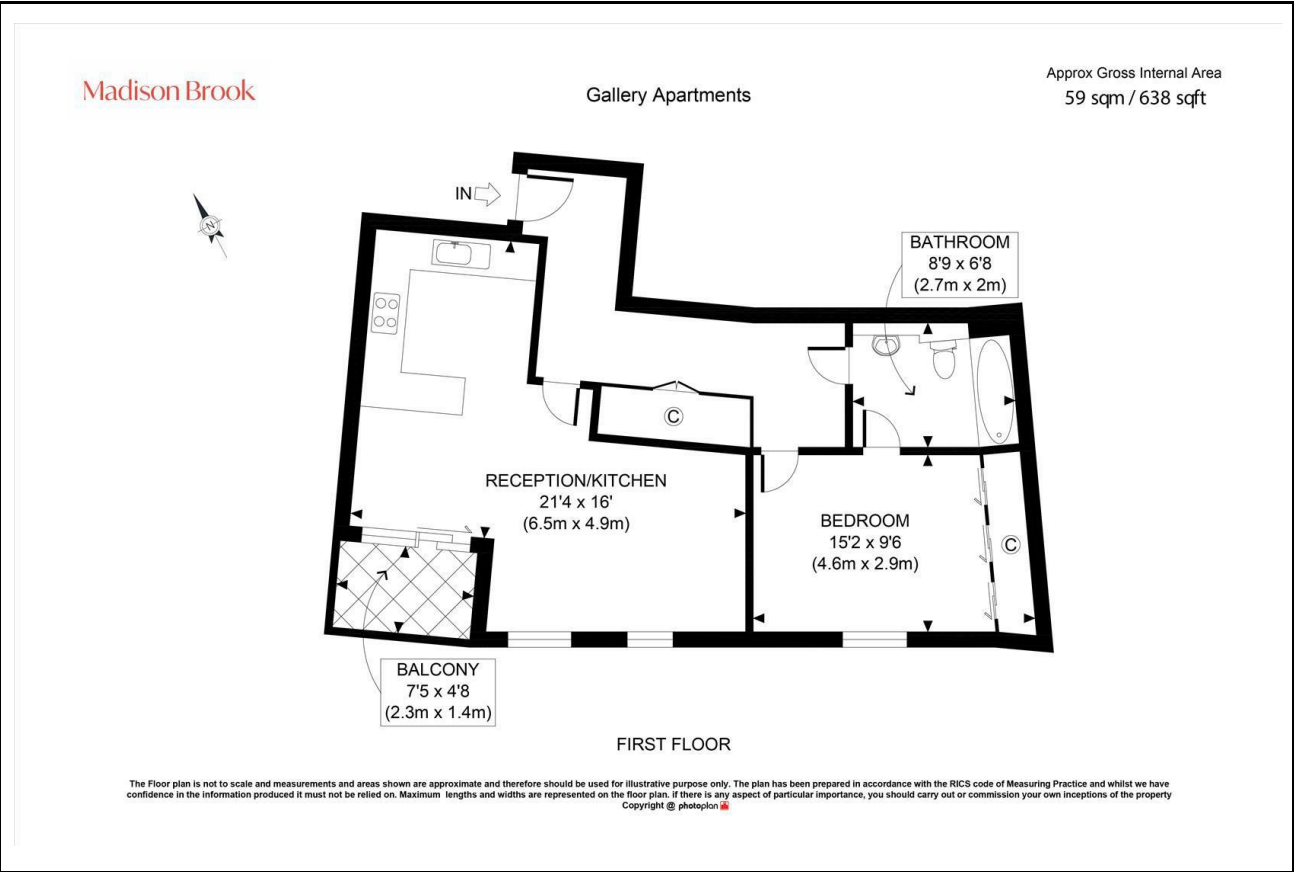 Madison Brook
Gallery Apartments
Approx Gross Internal Area
59 sqm / 638 sqft
IN
N
BATHROOM
8'9 x 6'8
(2.7m x 2m)
C
RECEPTION/KITCHEN
21'4 x 16'
(6.5m x 4.9m)
BEDROOM
15'2 x 9'6
(4.6m x 2.9m)
C
BALCONY
7'5 x 4'8
(2.3m x 1.4m)
FIRST FLOOR
The Floor plan is not to scale and measurements and areas shown are approximate and therefore should be used for illustrative purpose only. The plan has been prepared in accordance with the RICS code of Measuring Practice and whilst we have
confidence in the information produced it must not be relied on. Maximum lengths and widths are represented on the floor plan. if there is any aspect of particular importance, you should carry out or commission your own inceptions of the property
Copyright @ photoplan